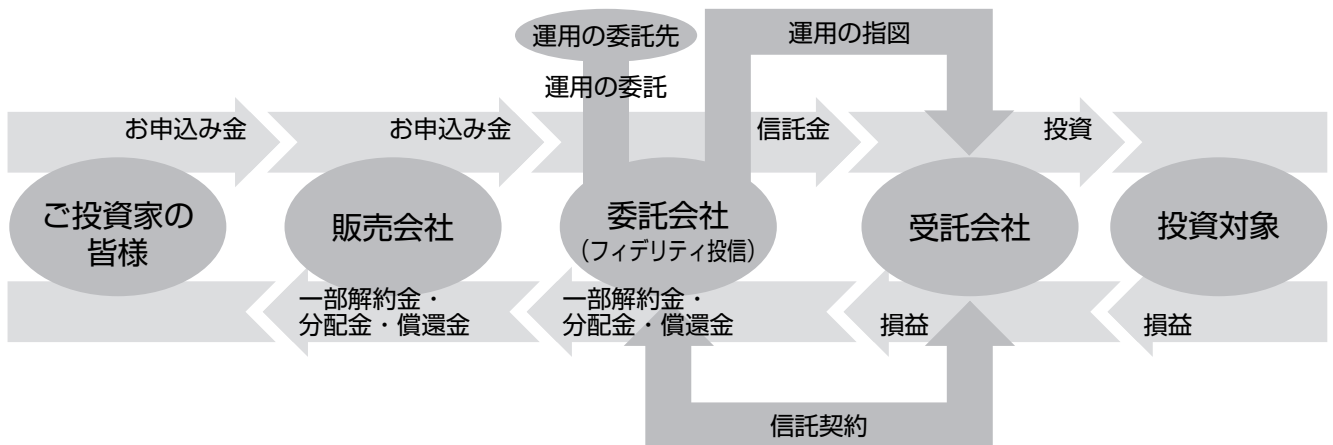 運用の委託先
運用の指図
運用の委託
お申込み金
お申込み金
信託金
投資
ご投資家の
皆様
販売会社
委託会社
（フィデリティ投信）
受託会社
投資対象
一部解約金・
分配金・償還金
一部解約金・
分配金・償還金
損益
損益
信託契約